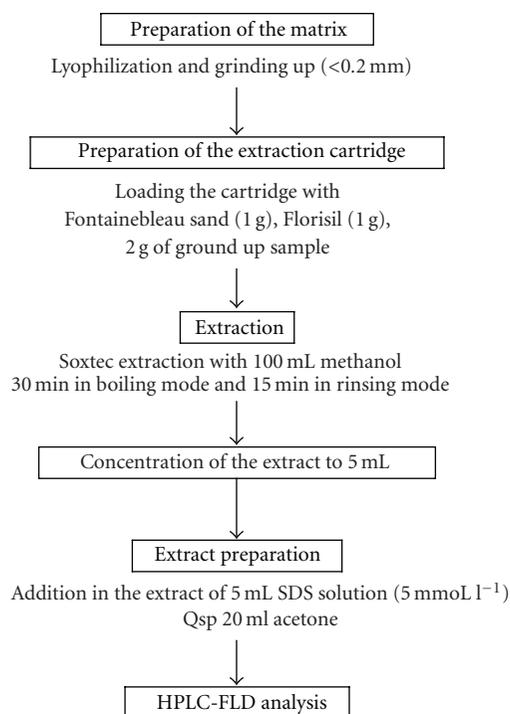 Preparation of the matrix
Lyophilization and grinding up (<0.2 mm)
Preparation of the extraction cartridge
Loading the cartridge with
Fontainebleau sand (1 g), Florisil (1 g),
2 g of ground up sample
Extraction
Soxtec extraction with 100 mL methanol
30 min in boiling mode and 15 min in rinsing mode
Concentration of the extract to 5 mL
Extract preparation
Addition in the extract of 5 mL SDS solution (5 mmoL l⁻¹)
Qsp 20 ml acetone
HPLC-FLD analysis